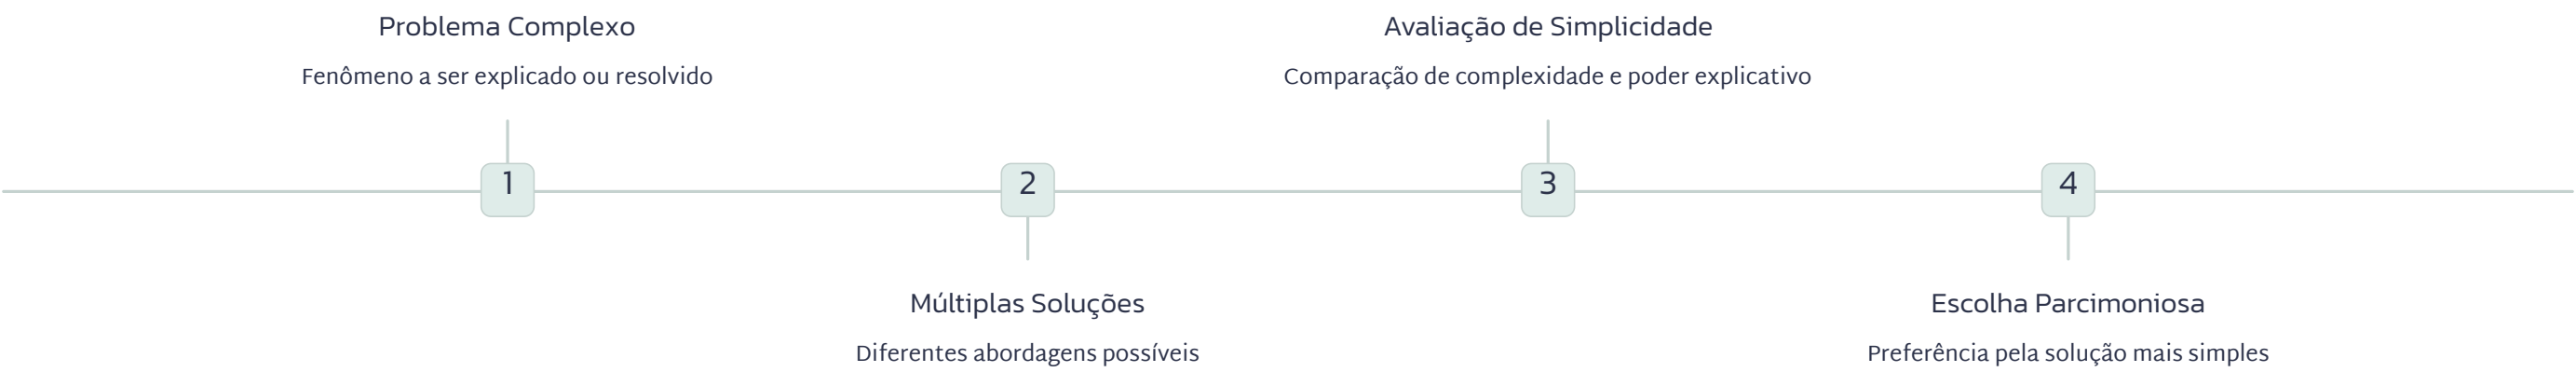 Problema Complexo
Fenômeno a ser explicado ou resolvido
1
2
Múltiplas Soluções
Diferentes abordagens possíveis
Avaliação de Simplicidade
Comparação de complexidade e poder explicativo
3
4
Escolha Parcimoniosa
Preferência pela solução mais simples